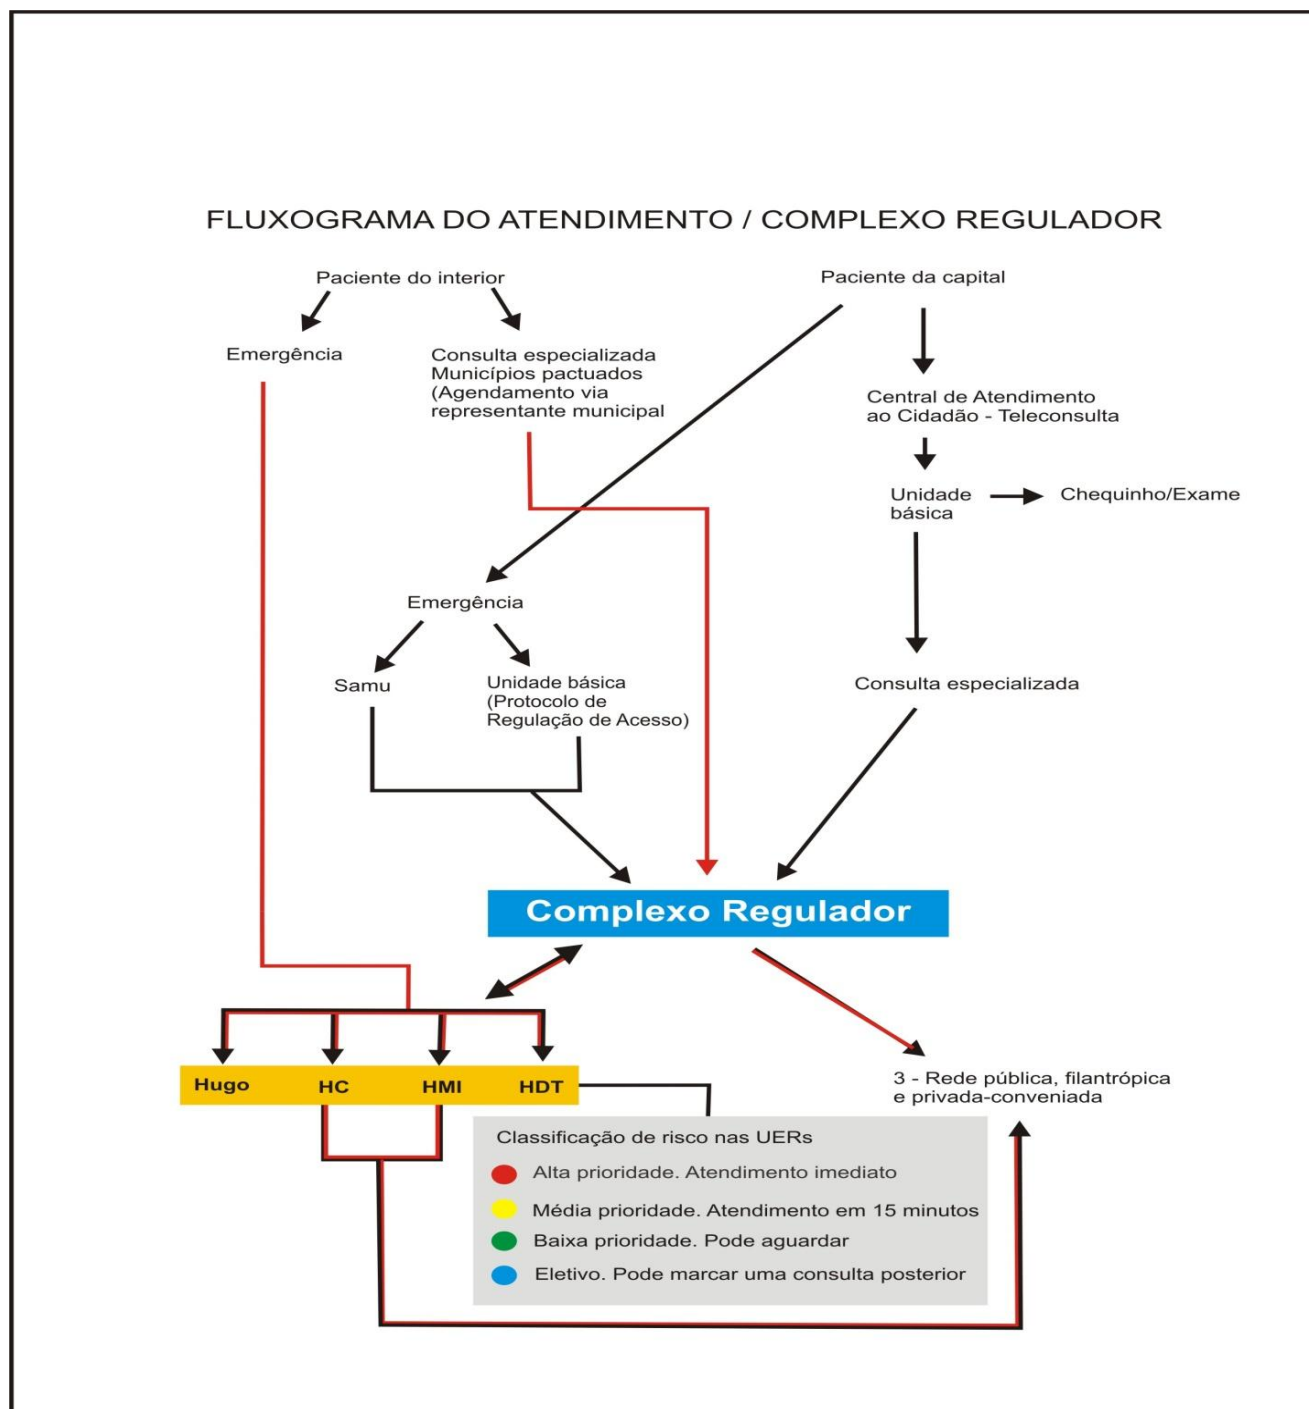 FLUXOGRAMA DO ATENDIMENTO / COMPLEXO REGULADOR
Paciente do interior
Paciente da capital
Emergência
Consulta especializada
Municípios pactuados
(Agendamento via
representante municipal
Central de Atendimento
ao Cidadão - Teleconsulta
Unidade
básica
Chequinho/Exame
Emergência
Samu
Unidade básica
(Protocolo de
Regulação de Acesso)
Consulta especializada
Complexo Regulador
Hugo
HC
HMI
HDT
3 - Rede pública, filantrópica
e privada-conveniada
Classificação de risco nas UERs
Alta prioridade. Atendimento imediato
Média prioridade. Atendimento em 15 minutos
Baixa prioridade. Pode aguardar
Eletivo. Pode marcar uma consulta posterior